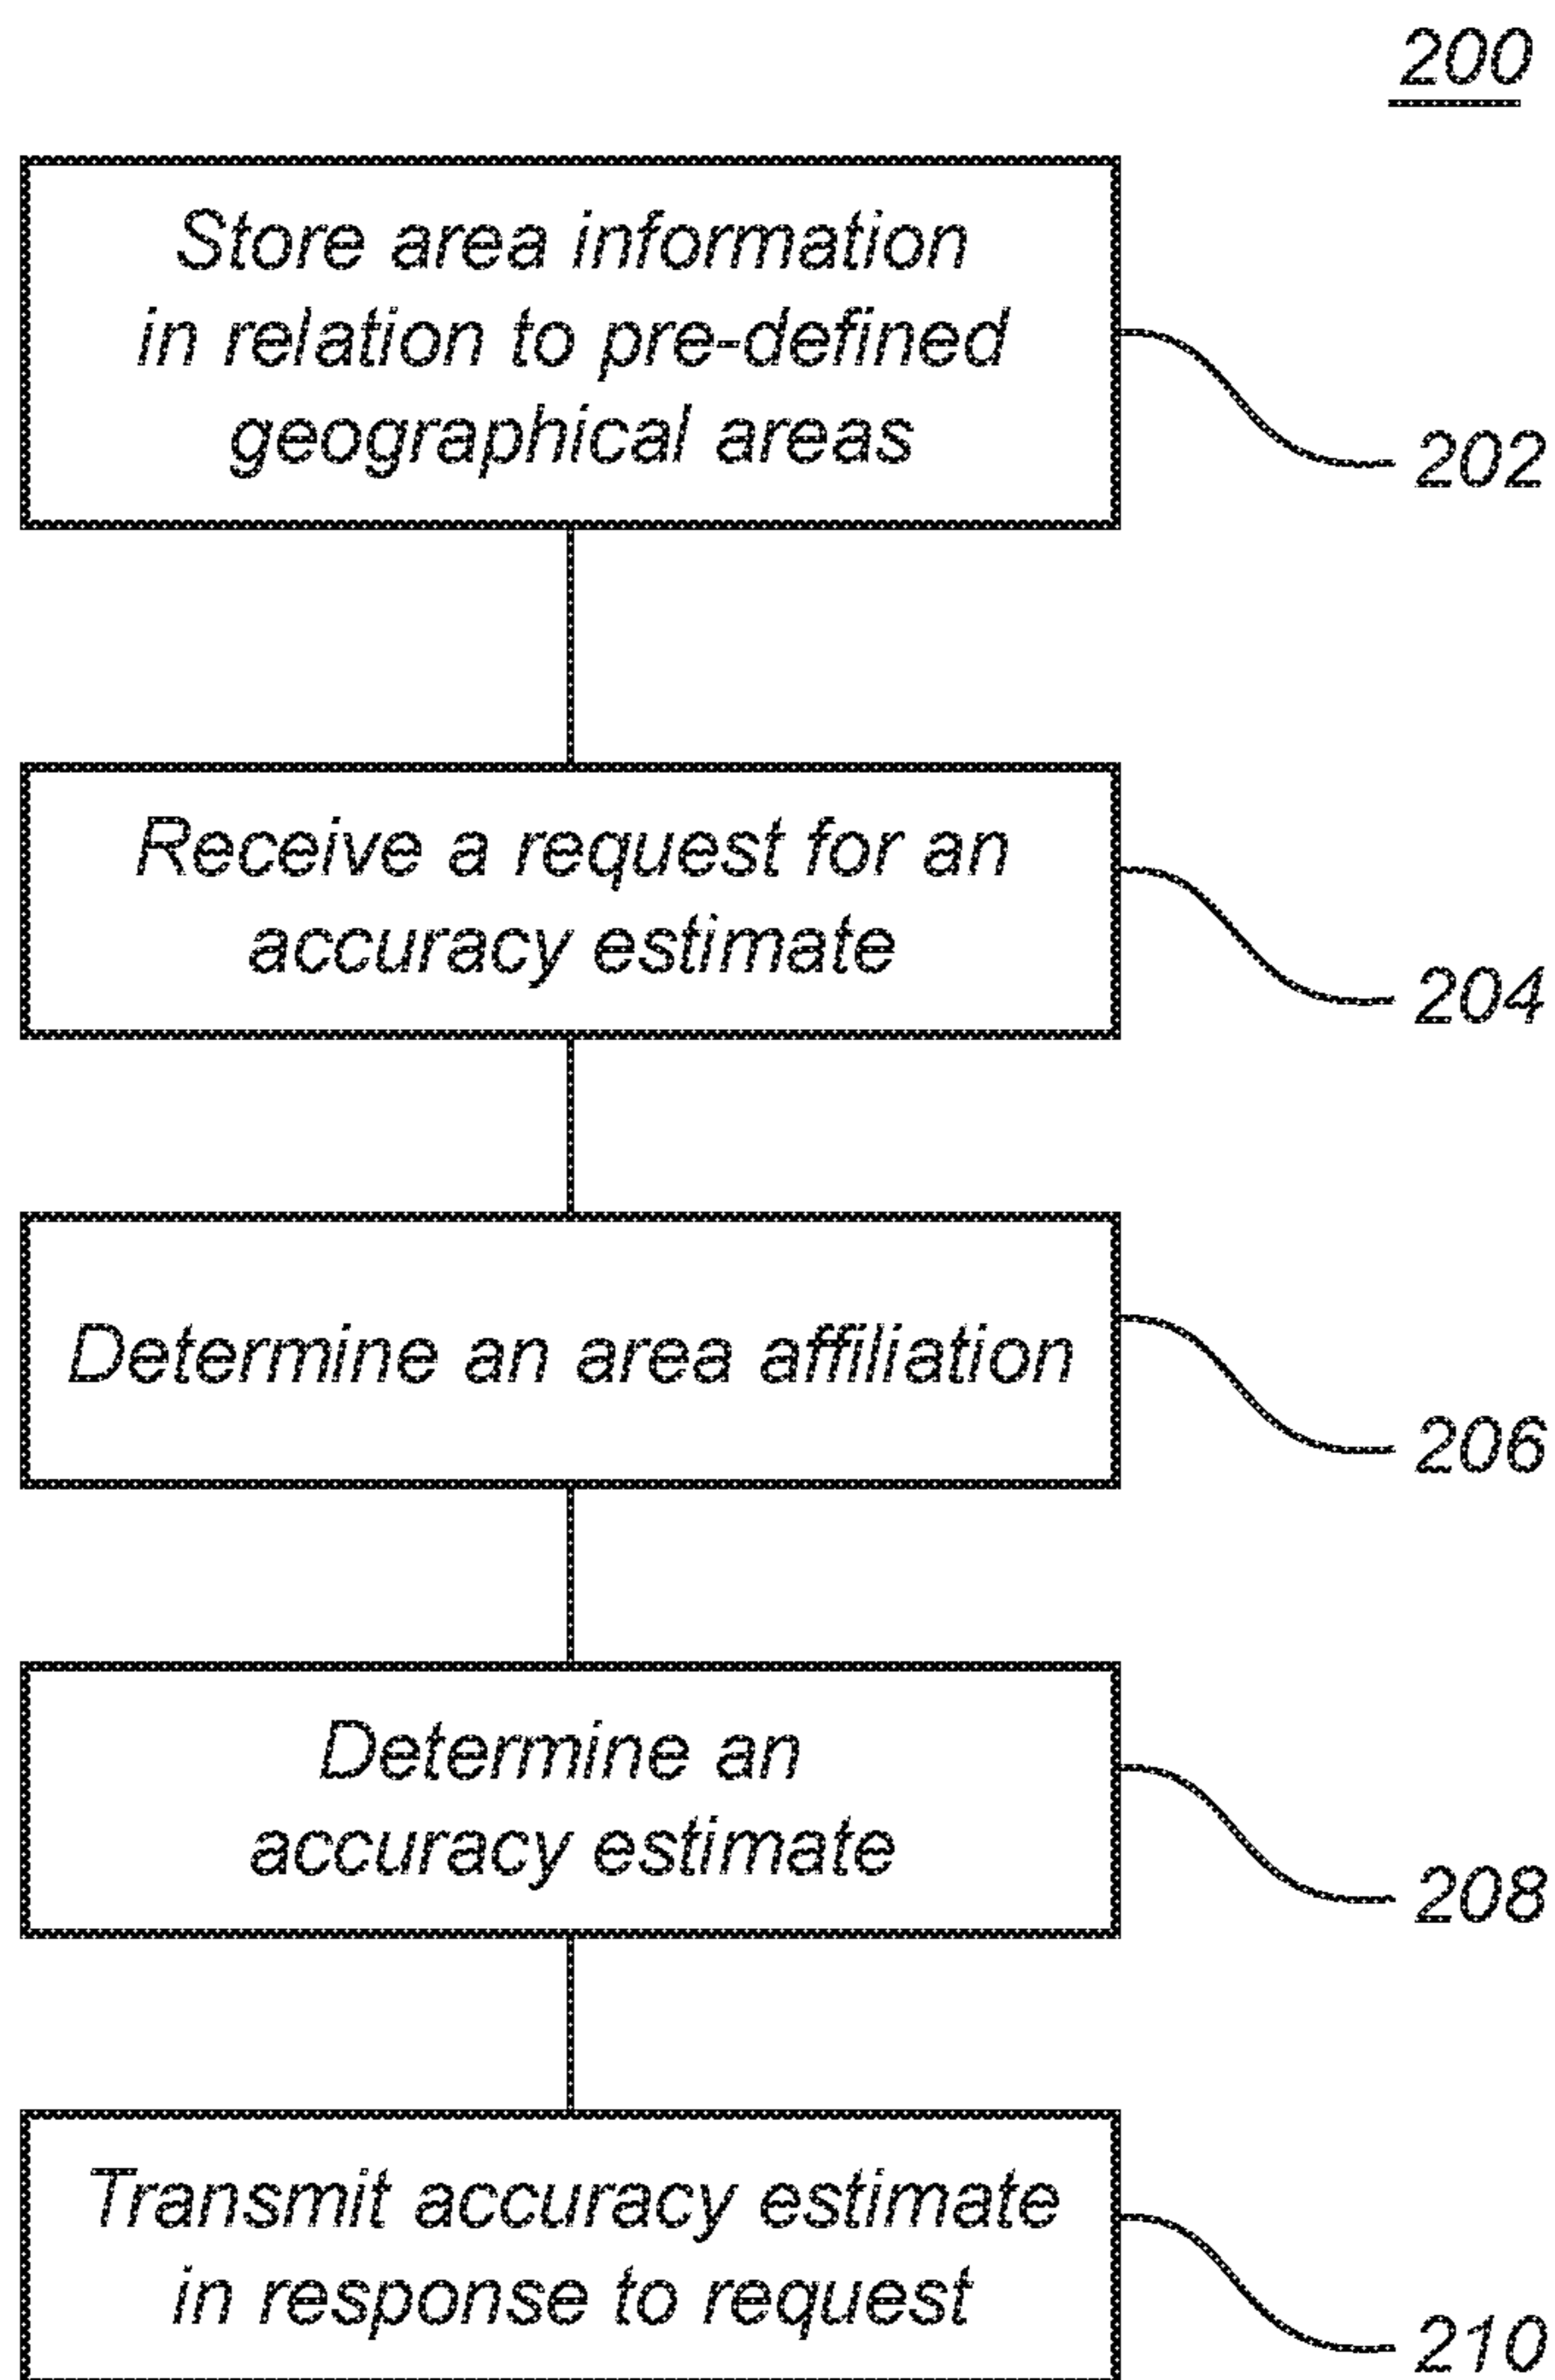 200
Store area information
in relation to pre-defined
geographical areas
202
Receive a request for an
accuracy estimate
204
Determine an area affiliation
206
Determine an
accuracy estimate
208
Transmit accuracy estimate
in response to request
210